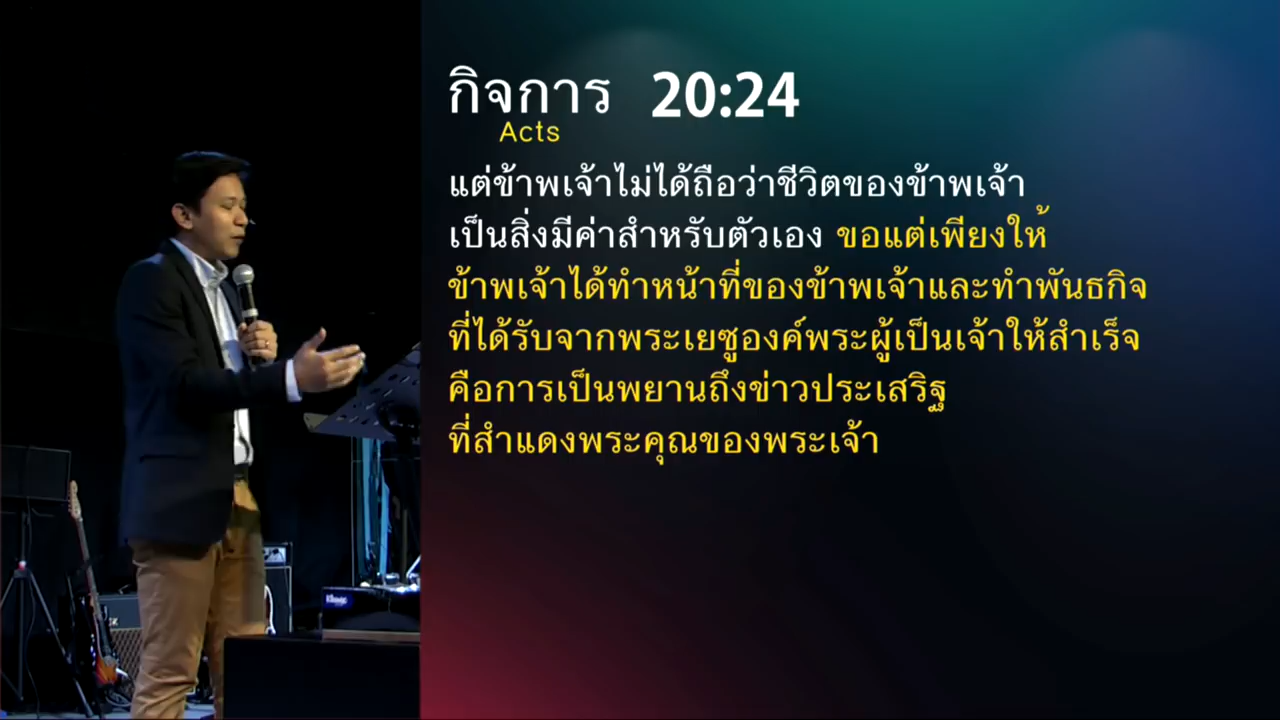 กิจการ 20:24
Acts
แต่ข้าพเจ้าไม่ได้ถือว่าชีวิตของข้าพเจ้า
เป็นสิ่งมีค่าสำหรับตัวเอง ขอแต่เพียงให้
ข้าพเจ้าได้ทำหน้าที่ของข้าพเจ้าและทำพันธกิจ
ที่ได้รับจากพระเยซูองค์พระผู้เป็นเจ้าให้สำเร็จ
คือการเป็นพยานถึงข่าวประเสริฐ
ที่สำแดงพระคุณของพระเจ้า